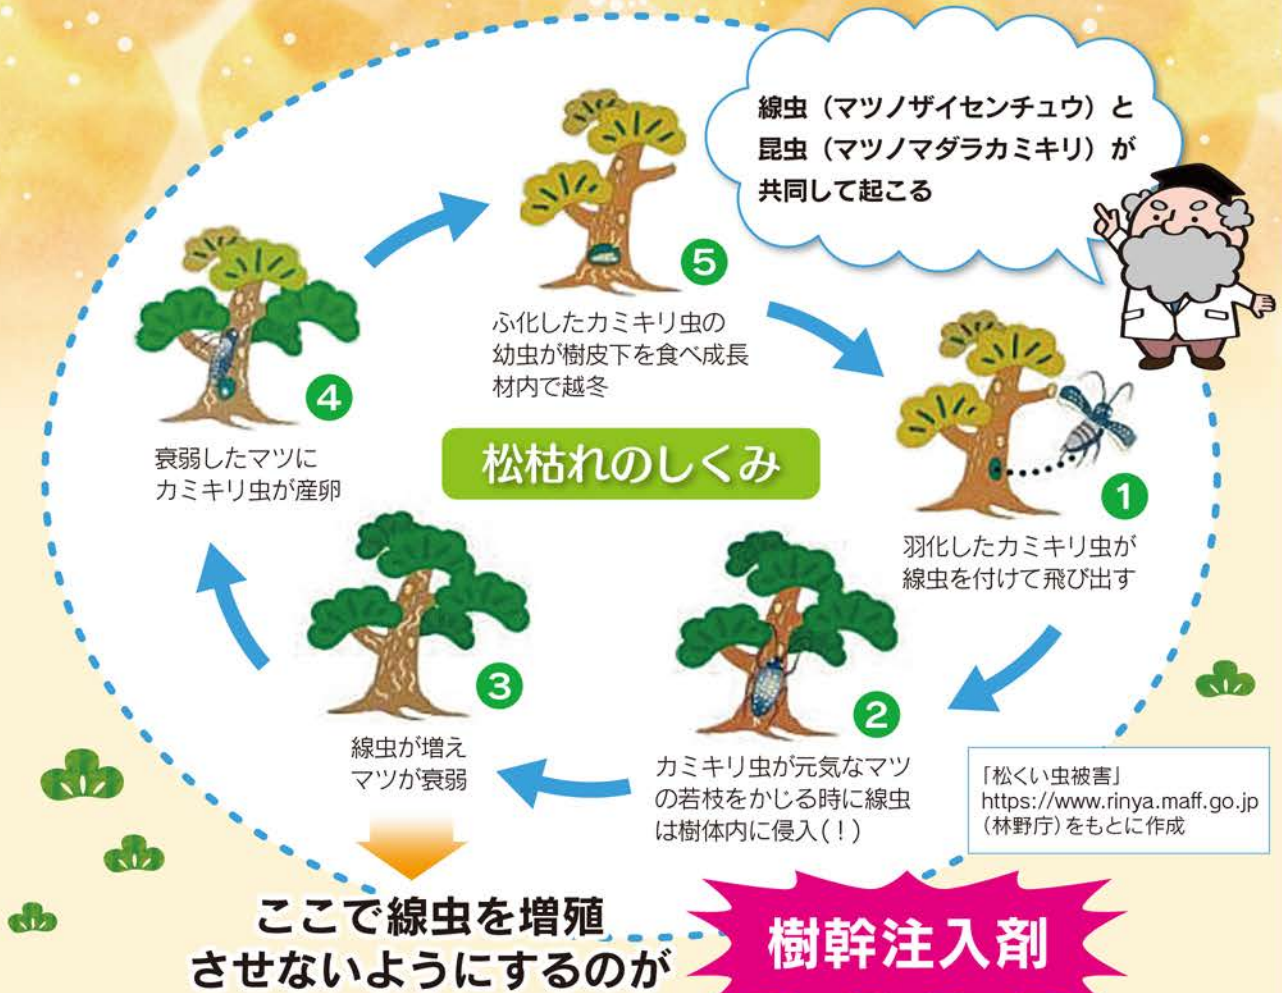 線虫（マツノザイセンチュウ）と
昆虫（マツノマダラカミキリ）が
共同して起こる
松枯れのしくみ
1
羽化したカミキリ虫が
線虫を付けて飛び出す
2
カミキリ虫が元気なマツ
の若枝をかじる時に線虫
は樹体内に侵入(！)
3
線虫が増え
マツが衰弱
4
衰弱したマツに
カミキリ虫が産卵
5
ふ化したカミキリ虫の
幼虫が樹皮下を食べ成長
材内で越冬
「松くい虫被害」
https://www.rinya.maff.go.jp
（林野庁）をもとに作成
ここで線虫を増殖
させないようにするのが
樹幹注入剤